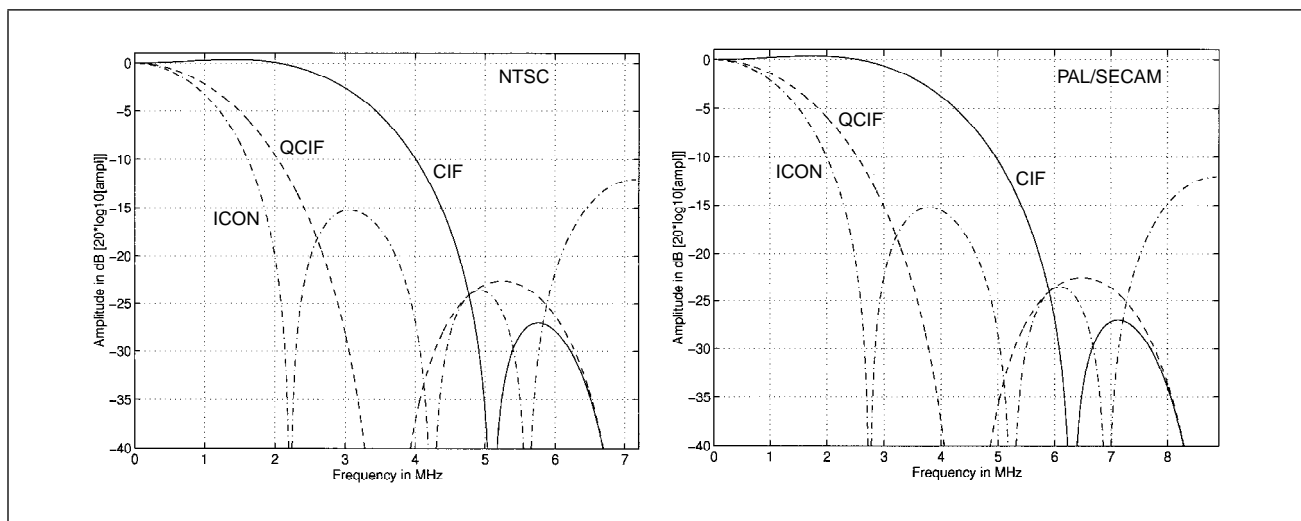 NTSC
QCIF
CIF
ICON
0
−5
−10
−15
−20
−25
−30
−35
−40
Amplitude in dB [20*log10[ampl]]
0 1 2 3 4 5 6 7
Frequency in MHz
PAL/SECAM
QCIF
CIF
ICON
0
−5
−10
−15
−20
−25
−30
−35
−40
Amplitude in dB [20*log10[ampl]]
0 1 2 3 4 5 6 7 8
Frequency in MHz